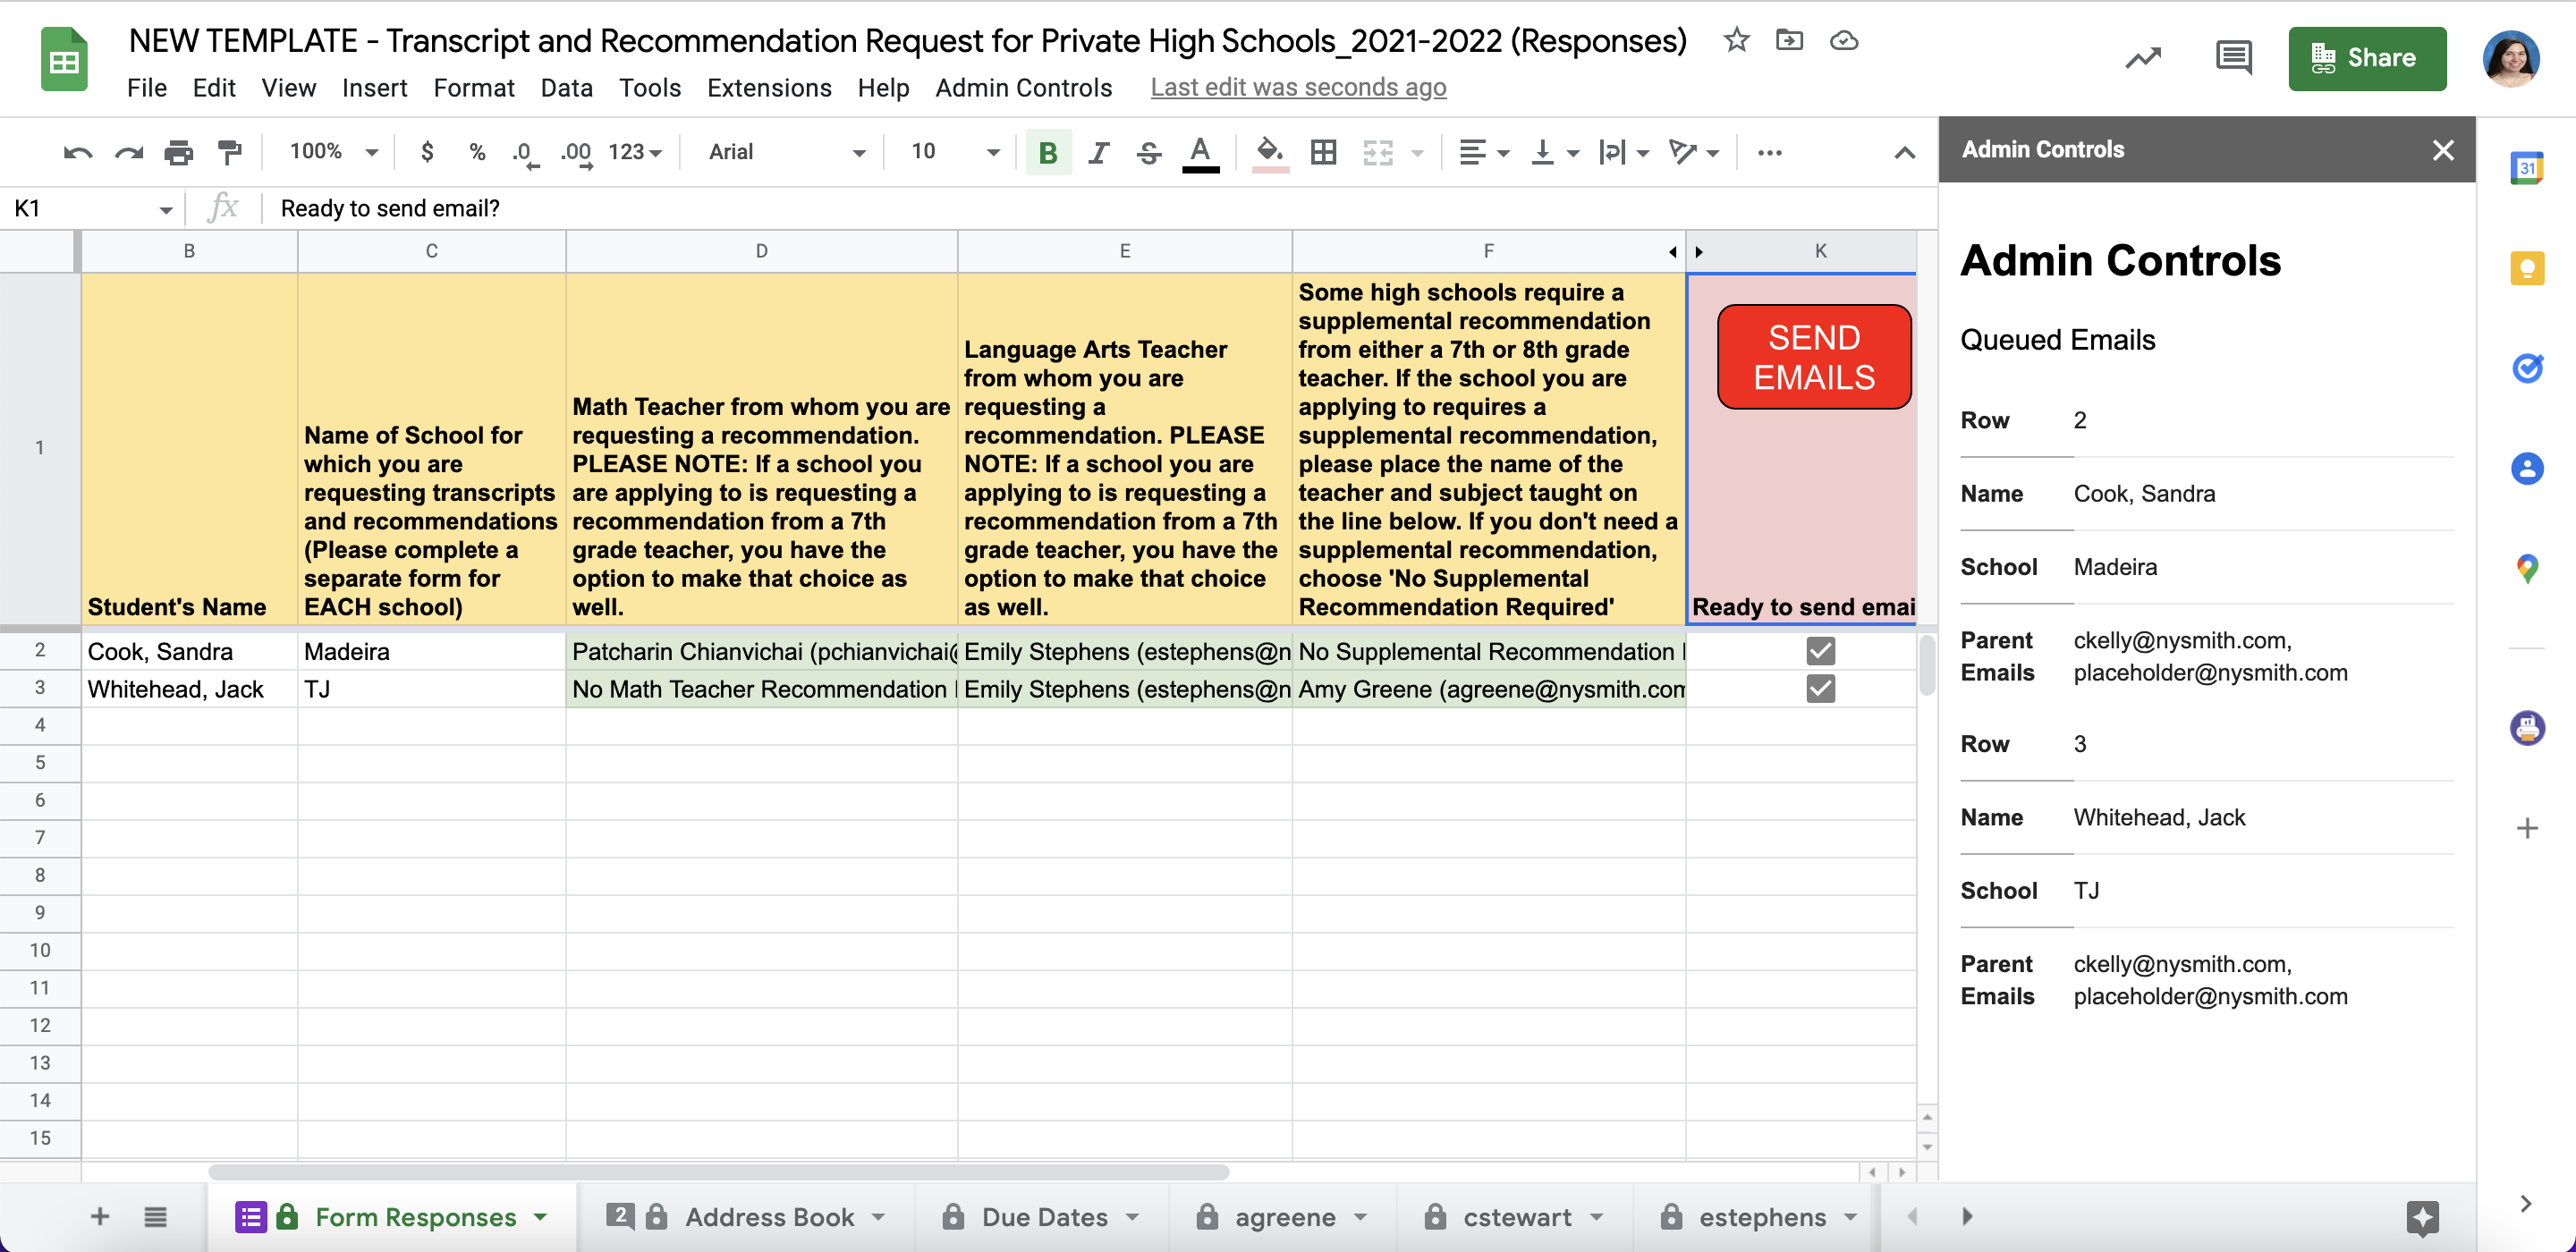 NEW TEMPLATE - Transcript and Recommendation Request for Private High Schools_2021-2022 (Responses)
File Edit View Insert Format Data Tools Extensions Help Admin Controls Last edit was seconds ago
Share
100% $ % .0 .00 123 Arial 10 B I S A
K1 fx Ready to send email?
B C D E F K
1
Student's Name
Name of School for
which you are
requesting transcripts
and recommendations
(Please complete a
separate form for
EACH school)
Math Teacher from whom you are
requesting a recommendation.
PLEASE NOTE: If a school you
are applying to is requesting a
recommendation from a 7th
grade teacher, you have the
option to make that choice as
well.
Language Arts Teacher
from whom you are
requesting a
recommendation. PLEASE
NOTE: If a school you are
applying to is requesting a
recommendation from a 7th
grade teacher, you have the
option to make that choice
as well.
Some high schools require a
supplemental recommendation
from either a 7th or 8th grade
teacher. If the school you are
applying to requires a
supplemental recommendation,
please place the name of the
teacher and subject taught on
the line below. If you don't need a
supplemental recommendation,
choose 'No Supplemental
Recommendation Required'
SEND
EMAILS
Ready to send emai
2 Cook, Sandra Madeira Patcharin Chianvichai (pchianvichai@ Emily Stephens (estephens@n No Supplemental Recommendation
3 Whitehead, Jack TJ No Math Teacher Recommendation Emily Stephens (estephens@n Amy Greene (agreene@nysmith.com
4
5
6
7
8
9
10
11
12
13
14
15
Admin Controls
Admin Controls
Queued Emails
Row 2
Name Cook, Sandra
School Madeira
Parent ckelly@nysmith.com,
Emails placeholder@nysmith.com
Row 3
Name Whitehead, Jack
School TJ
Parent ckelly@nysmith.com,
Emails placeholder@nysmith.com
31
Form Responses 2 Address Book Due Dates agreene cstewart estephens